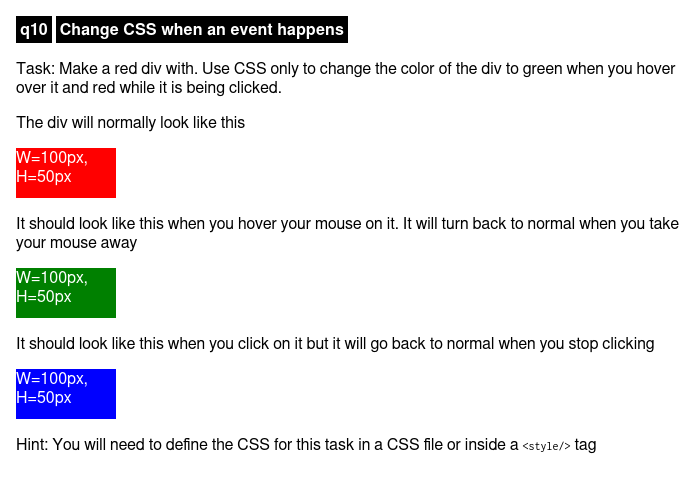 q10 Change CSS when an event happens
Task: Make a red div with. Use CSS only to change the color of the div to green when you hover
over it and red while it is being clicked.
The div will normally look like this
W=100px,
H=50px
It should look like this when you hover your mouse on it. It will turn back to normal when you take
your mouse away
W=100px,
H=50px
It should look like this when you click on it but it will go back to normal when you stop clicking
W=100px,
H=50px
Hint: You will need to define the CSS for this task in a CSS file or inside a <style/> tag